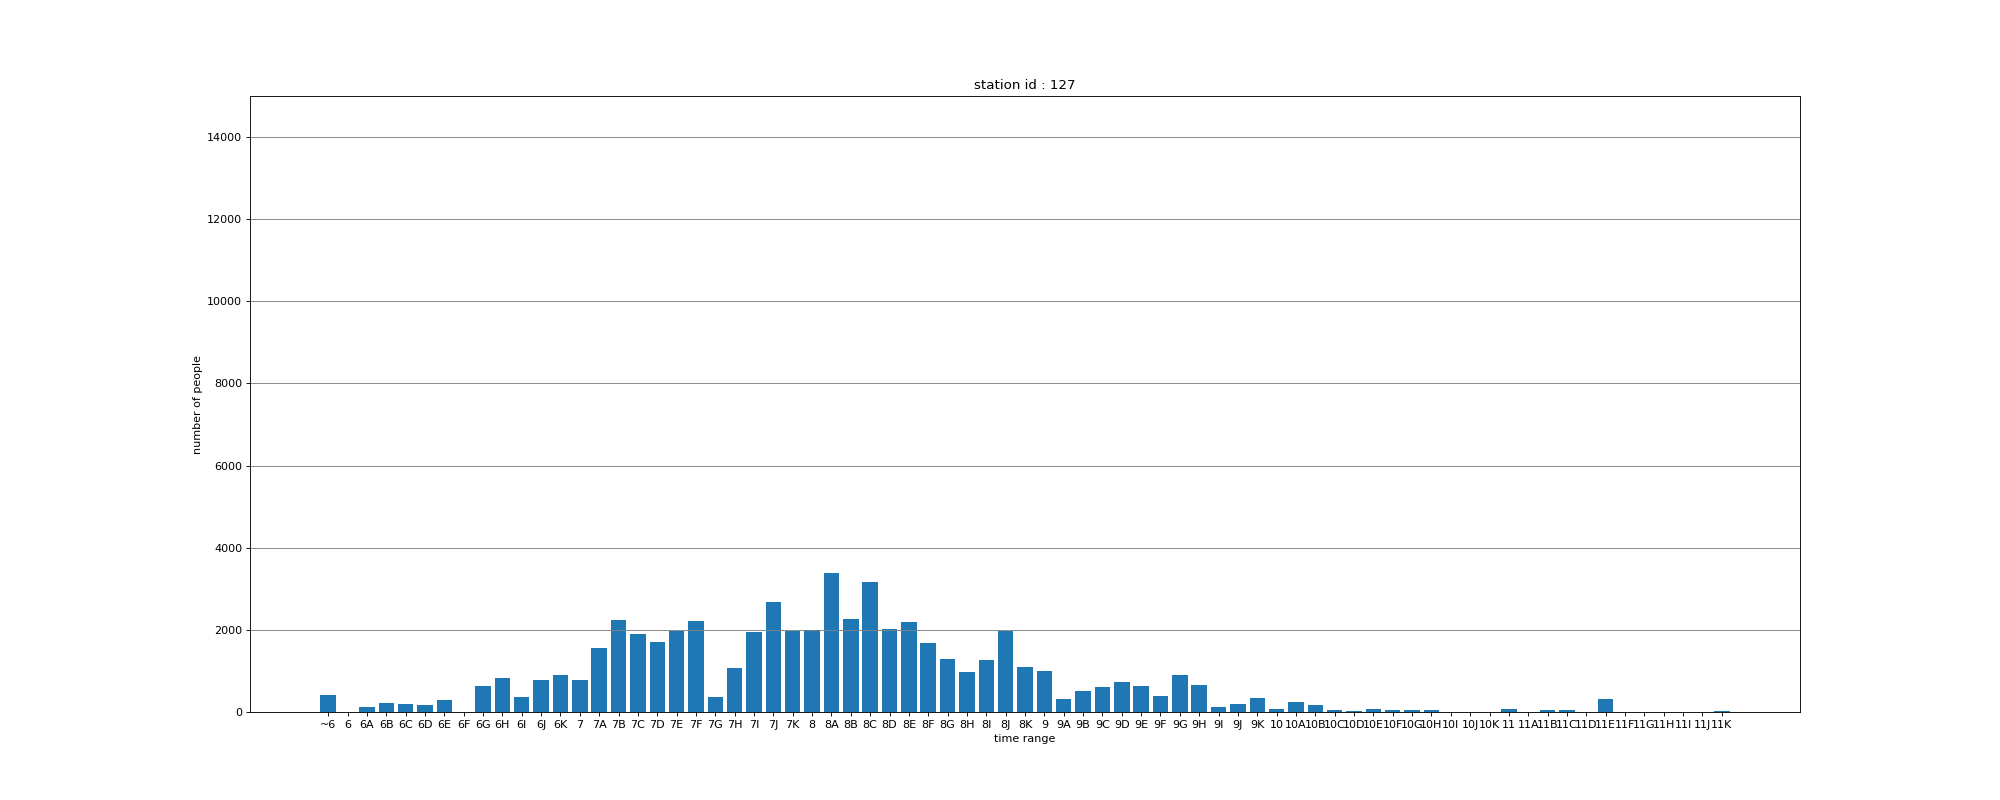 station id : 127
14000
12000
10000
8000
6000
4000
2000
0
number of people
~6 6 6A 6B 6C 6D 6E 6F 6G 6H 6I 6J 6K 7 7A 7B 7C 7D 7E 7F 7G 7H 7I 7J 7K 8 8A 8B 8C 8D 8E 8F 8G 8H 8I 8J 8K 9 9A 9B 9C 9D 9E 9F 9G 9H 9I 9J 9K 10 10A 10B 10C 10D 10E 10F 10G 10H 10I 10J 10K 11 11A 11B 11C 11D 11E 11F 11G 11H 11I 11J 11K
time range